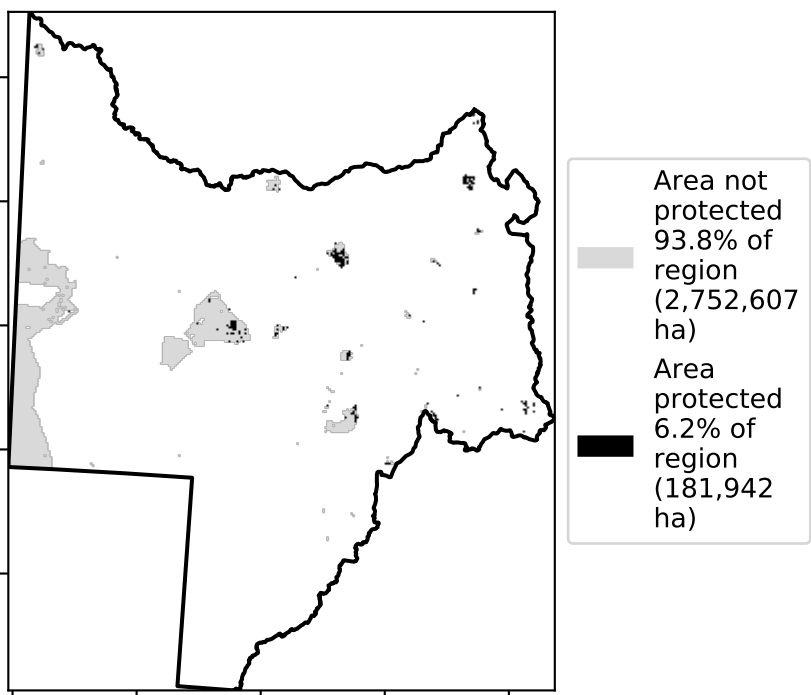 Area not
protected
93.8% of
region
(2,752,607
ha)
Area
protected
6.2% of
region
(181,942
ha)